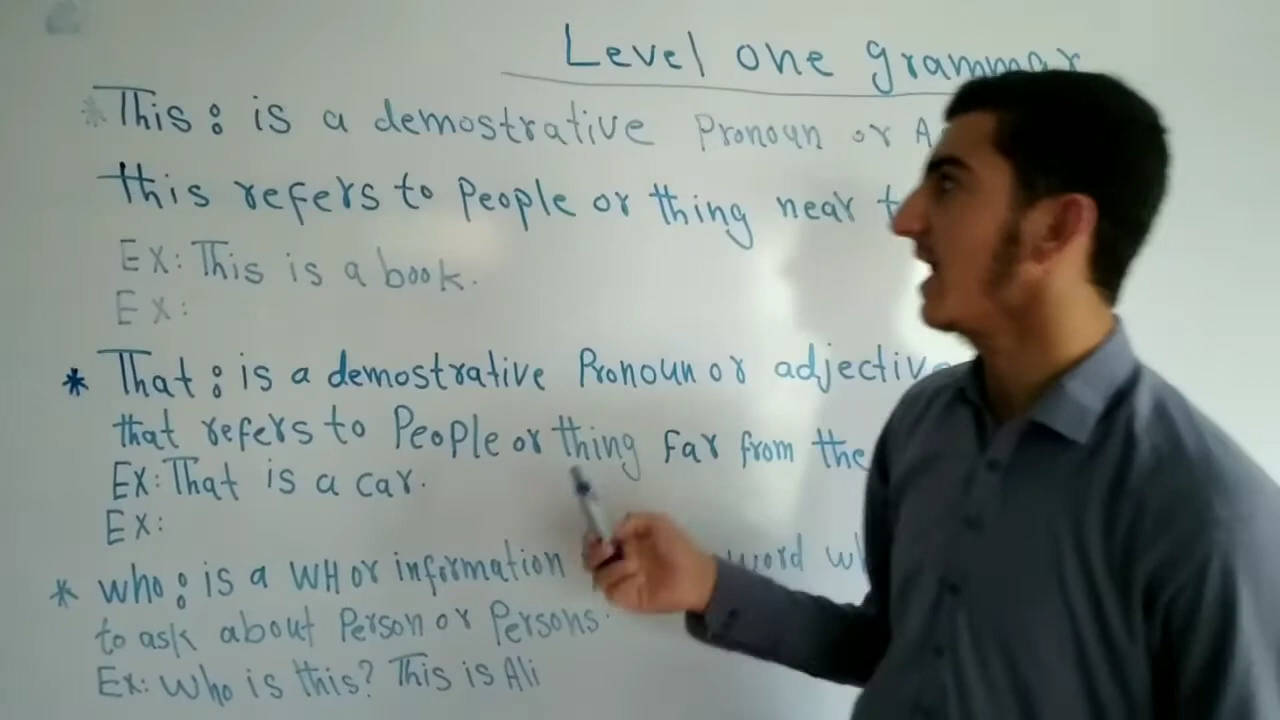 Level one grammar
This: is a demostrative Pronoun or
this refers to People or thing near
Ex: This is a book.
Ex:
* That: is a demostrative Pronoun or adjective
that refers to People or thing far from the
Ex: That is a car.
Ex:
* who: is a WH or information word
to ask about Person or Persons.
Ex: Who is this? This is Ali